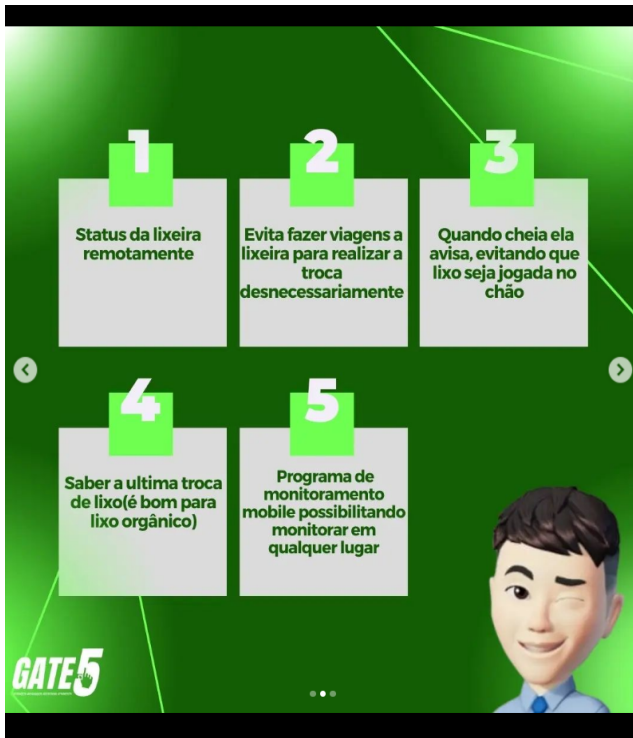 1
Status da lixeira
remotamente
2
Evita fazer viagens a
lixeira para realizar a
troca
desnecessariamente
3
Quando cheia ela
avisa, evitando que
lixo seja jogada no
chão
4
Saber a ultima troca
de lixo(é bom para
lixo orgânico)
5
Programa de
monitoramento
mobile possibilitando
monitorar em
qualquer lugar
GATE5